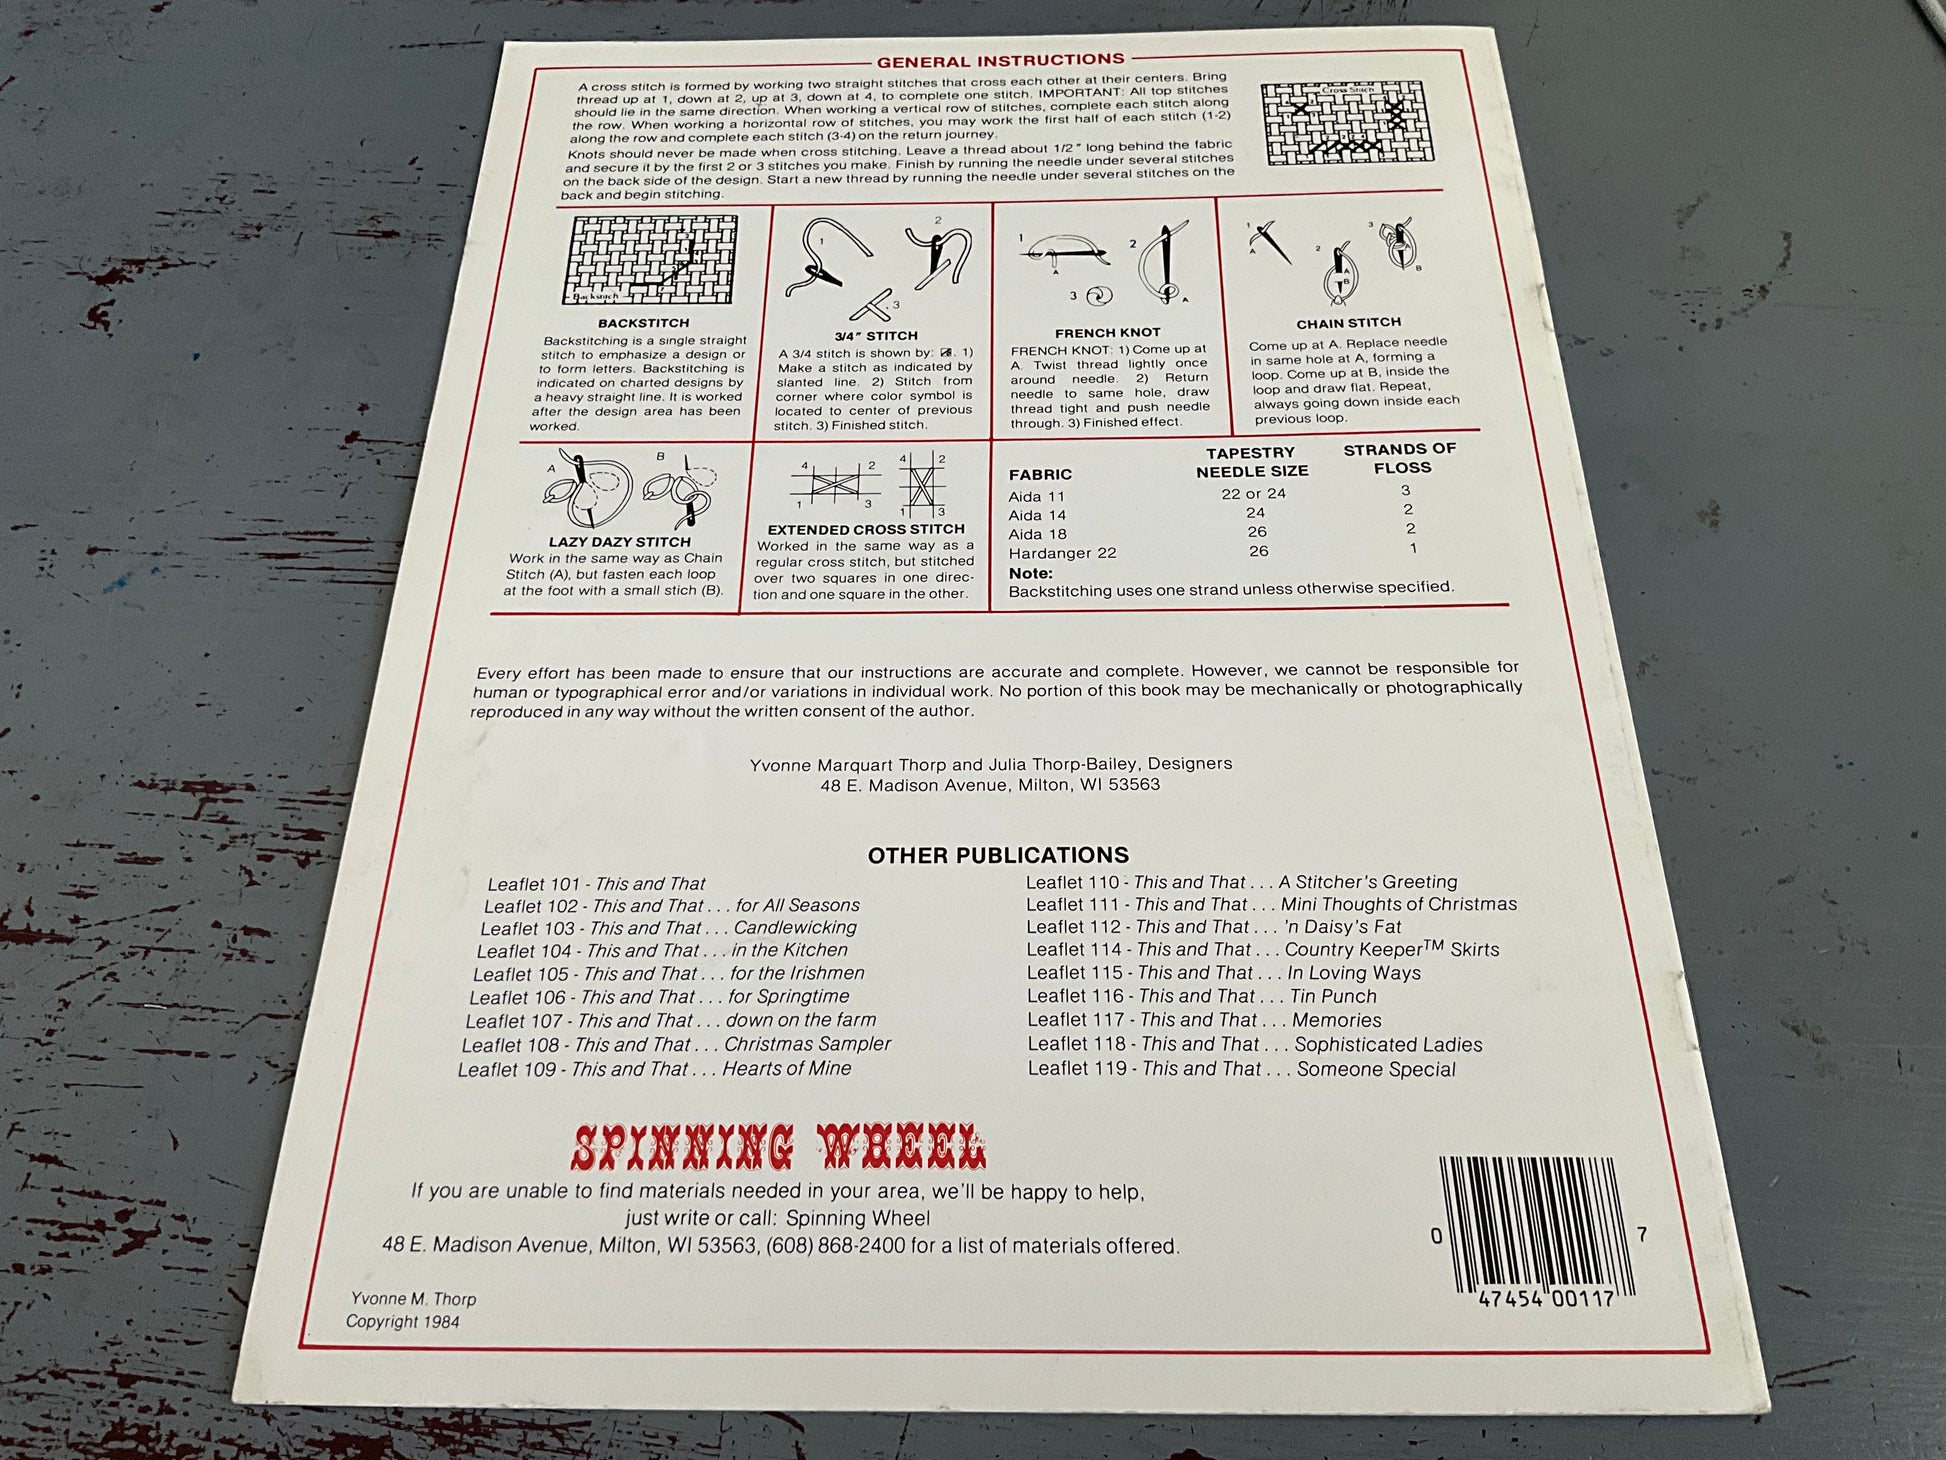 GENERAL INSTRUCTIONS
A cross stitch is formed by working two straight stitches that cross each other at their centers. Bring
thread up at 1, down at 2, up at 3, down at 4, to complete one stitch. IMPORTANT: All top stitches
should lie in the same direction. When working a vertical row of stitches, complete each stitch along
the row. When working a horizontal row of stitches, you may work the first half of each stitch (1-2)
along the row and complete each stitch (3-4) on the return journey.
Knots should never be made when cross stitching. Leave a thread about 1/2" long behind the fabric
and secure it by the first 2 or 3 stitches you make. Finish by running the needle under several stitches
on the back side of the design. Start a new thread by running the needle under several stitches on the
back and begin stitching.
Cross Stitch
Backstitch
BACKSTITCH
Backstitching is a single straight
stitch to emphasize a design or
to form letters. Backstitching is
indicated on charted designs by
a heavy straight line. It is worked
after the design area has been
worked.
1
2
3
3/4" STITCH
A 3/4 stitch is shown by: 1)
Make a stitch as indicated by
slanted line. 2) Stitch from
corner where color symbol is
located to center of previous
stitch. 3) Finished stitch.
1
A
2
A
3
FRENCH KNOT
FRENCH KNOT: 1) Come up at
A. Twist thread lightly once
around needle. 2) Return
needle to same hole, draw
thread tight and push needle
through. 3) Finished effect.
1
A
2
A
B
3
A
B
CHAIN STITCH
Come up at A. Replace needle
in same hole at A, forming a
loop. Come up at B, inside the
loop and draw flat. Repeat,
always going down inside each
previous loop.
A
B
LAZY DAZY STITCH
Work in the same way as Chain
Stitch (A), but fasten each loop
at the foot with a small stich (B).
4 2
1 3
4 2
1 3
EXTENDED CROSS STITCH
Worked in the same way as a
regular cross stitch, but stitched
over two squares in one direc-
tion and one square in the other.
FABRIC TAPESTRY NEEDLE SIZE STRANDS OF FLOSS
Aida 11 22 or 24 3
Aida 14 24 2
Aida 18 26 2
Hardanger 22 26 1
Note:
Backstitching uses one strand unless otherwise specified.
Every effort has been made to ensure that our instructions are accurate and complete. However, we cannot be responsible for
human or typographical error and/or variations in individual work. No portion of this book may be mechanically or photographically
reproduced in any way without the written consent of the author.
Yvonne Marquart Thorp and Julia Thorp-Bailey, Designers
48 E. Madison Avenue, Milton, WI 53563
OTHER PUBLICATIONS
Leaflet 101 - This and That
Leaflet 102 - This and That . . . for All Seasons
Leaflet 103 - This and That . . . Candlewicking
Leaflet 104 - This and That . . . in the Kitchen
Leaflet 105 - This and That . . . for the Irishmen
Leaflet 106 - This and That . . . for Springtime
Leaflet 107 - This and That . . . down on the farm
Leaflet 108 - This and That . . . Christmas Sampler
Leaflet 109 - This and That . . . Hearts of Mine
Leaflet 110 - This and That . . . A Stitcher's Greeting
Leaflet 111 - This and That . . . Mini Thoughts of Christmas
Leaflet 112 - This and That . . . 'n Daisy's Fat
Leaflet 114 - This and That . . . Country Keeper™ Skirts
Leaflet 115 - This and That . . . In Loving Ways
Leaflet 116 - This and That . . . Tin Punch
Leaflet 117 - This and That . . . Memories
Leaflet 118 - This and That . . . Sophisticated Ladies
Leaflet 119 - This and That . . . Someone Special
SPINNING WHEEL
If you are unable to find materials needed in your area, we'll be happy to help,
just write or call: Spinning Wheel
48 E. Madison Avenue, Milton, WI 53563, (608) 868-2400 for a list of materials offered.
Yvonne M. Thorp
Copyright 1984
0 47454 00117 7